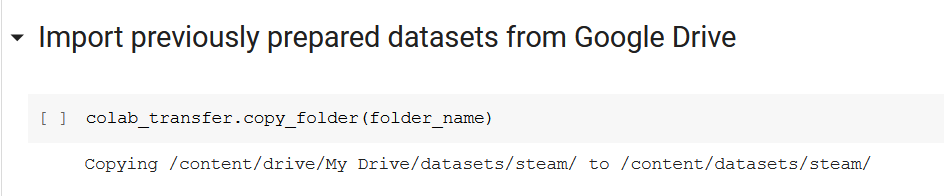 Import previously prepared datasets from Google Drive
[ ] colab_transfer.copy_folder(folder_name)
Copying /content/drive/My Drive/datasets/steam/ to /content/datasets/steam/